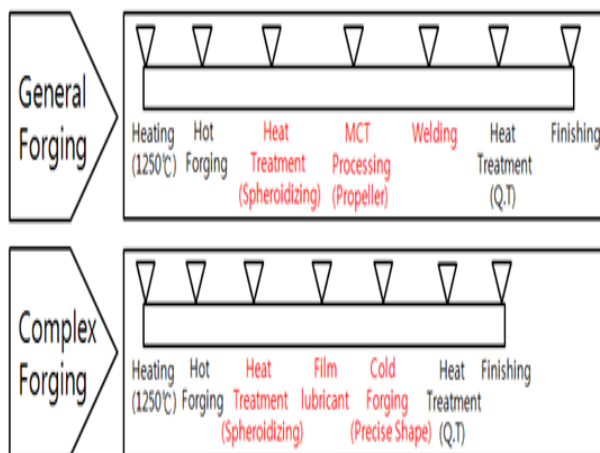 General
Forging
Heating
(1250℃)
Hot
Forging
Heat
Treatment
(Spheroidizing)
MCT
Processing
(Propeller)
Welding
Heat
Treatment
(Q.T)
Finishing
Complex
Forging
Heating
(1250℃)
Hot
Forging
Heat
Treatment
(Spheroidizing)
Film
lubricant
Cold
Forging
(Precise Shape)
Heat
Treatment
(Q.T)
Finishing